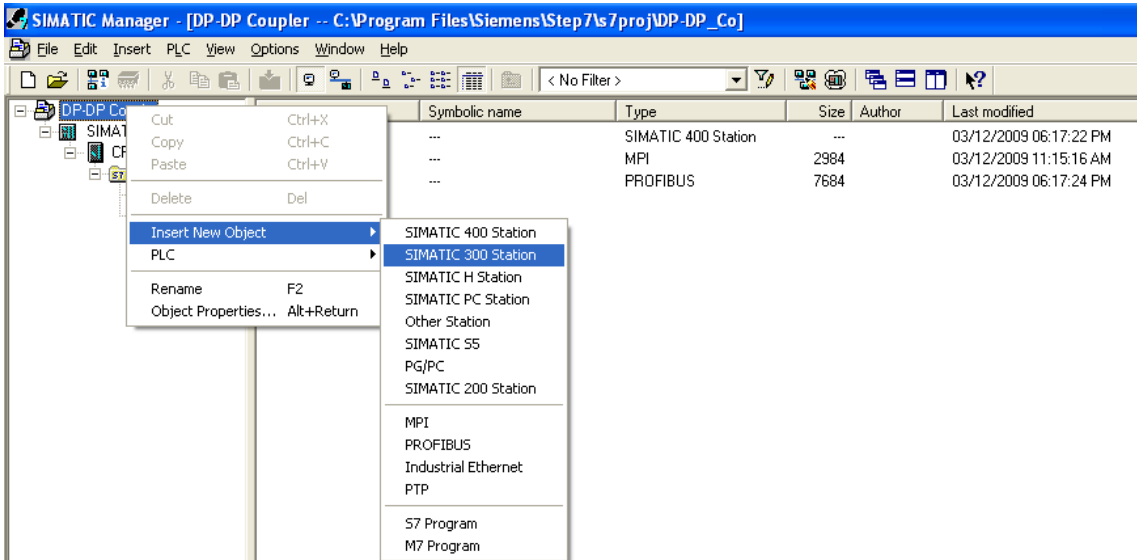 SIMATIC Manager - [DP-DP Coupler -- C:\Program Files\Siemens\Step7\s7proj\DP-DP_Co]
File Edit Insert PLC View Options Window Help
< No Filter >
DP-DP Co
SIMAT
CP
S7
Symbolic name Type Size Author Last modified
--- SIMATIC 400 Station --- 03/12/2009 06:17:22 PM
--- MPI 2984 03/12/2009 11:15:16 AM
--- PROFIBUS 7684 03/12/2009 06:17:24 PM
Cut Ctrl+X
Copy Ctrl+C
Paste Ctrl+V
Delete Del
Insert New Object
PLC
Rename F2
Object Properties... Alt+Return
SIMATIC 400 Station
SIMATIC 300 Station
SIMATIC H Station
SIMATIC PC Station
Other Station
SIMATIC S5
PG/PC
SIMATIC 200 Station
MPI
PROFIBUS
Industrial Ethernet
PTP
S7 Program
M7 Program